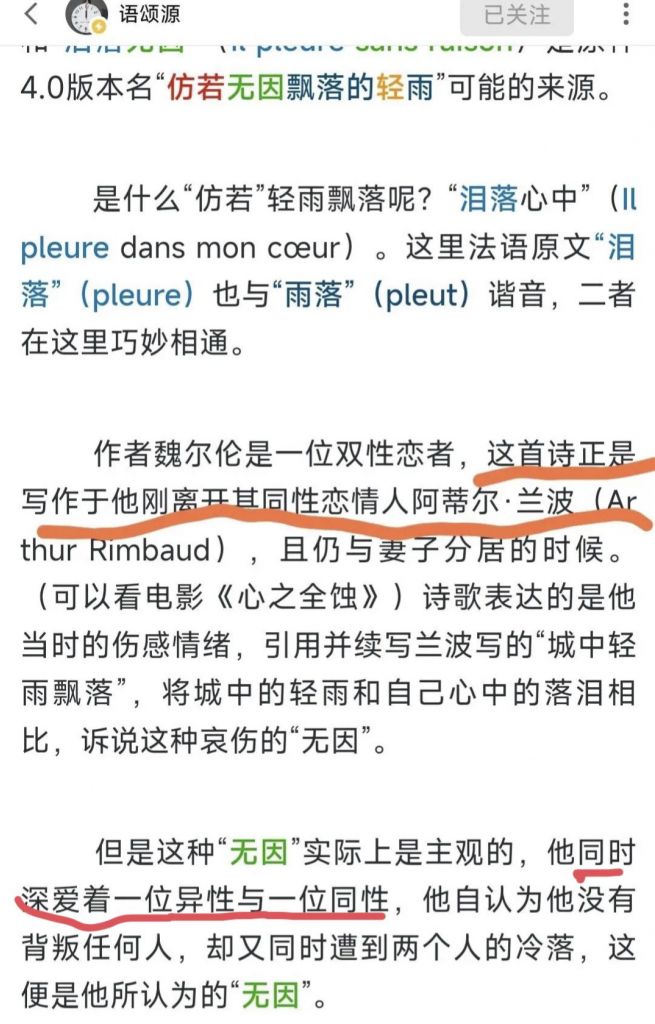 语颂源
已关注
和“泪落无因”（Il pleure sans raison）是原神
4.0版本名“仿若无因飘落的轻雨”可能的来源。
是什么“仿若”轻雨飘落呢？“泪落心中”（Il
pleure dans mon cœur）。这里法语原文“泪
落”（pleure）也与“雨落”（pleut）谐音，二者
在这里巧妙相通。
作者魏尔伦是一位双性恋者，这首诗正是
写作于他刚离开其同性恋情人阿蒂尔·兰波（Ar
thur Rimbaud），且仍与妻子分居的时候。
（可以看电影《心之全蚀》）诗歌表达的是他
当时的伤感情绪，引用并续写兰波写的“城中轻
雨飘落”，将城中的轻雨和自己心中的落泪相
比，诉说这种哀伤的“无因”。
但是这种“无因”实际上是主观的，他同时
深爱着一位异性与一位同性，他自认为他没有
背叛任何人，却又同时遭到两个人的冷落，这
便是他所认为的“无因”。